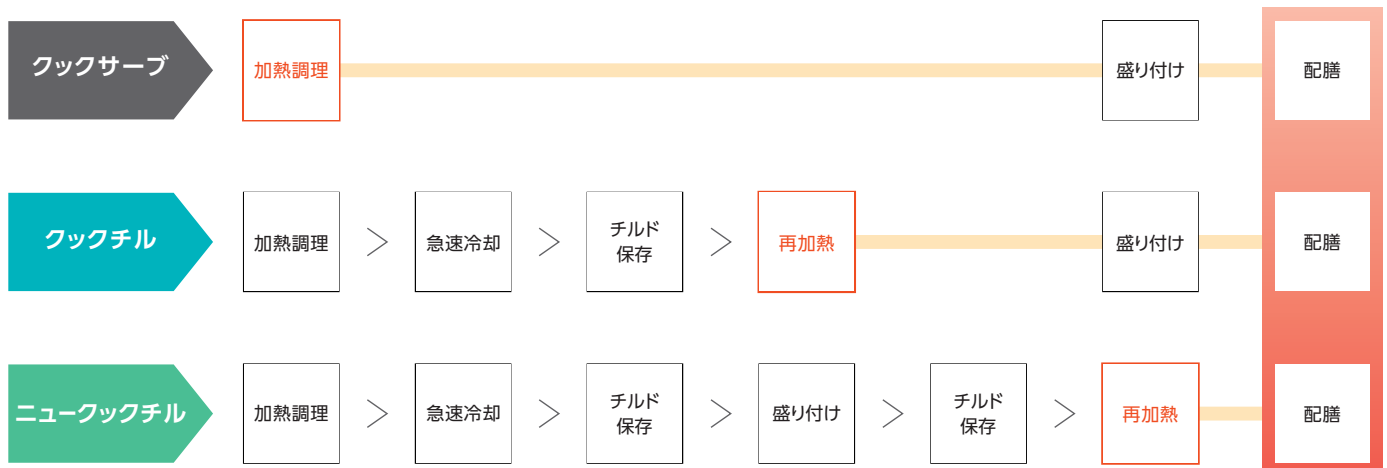 クックサーブ
加熱調理
盛り付け
配膳
クックチル
加熱調理
急速冷却
チルド
保存
再加熱
盛り付け
配膳
ニュークックチル
加熱調理
急速冷却
チルド
保存
盛り付け
チルド
保存
再加熱
配膳